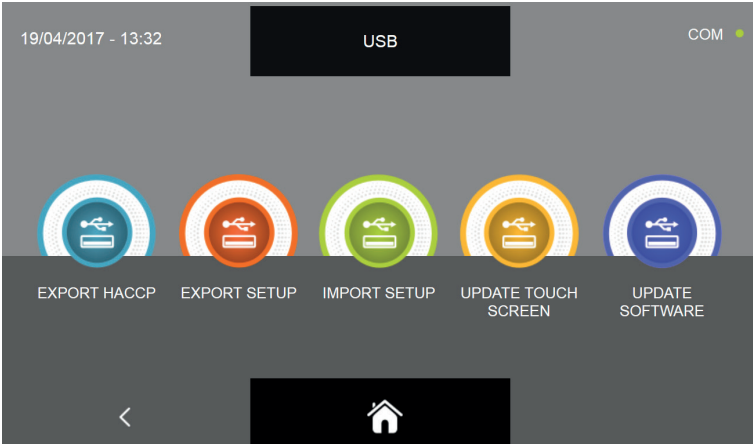 19/04/2017 - 13:32
USB
COM
EXPORT HACCP
EXPORT SETUP
IMPORT SETUP
UPDATE TOUCH
SCREEN
UPDATE
SOFTWARE